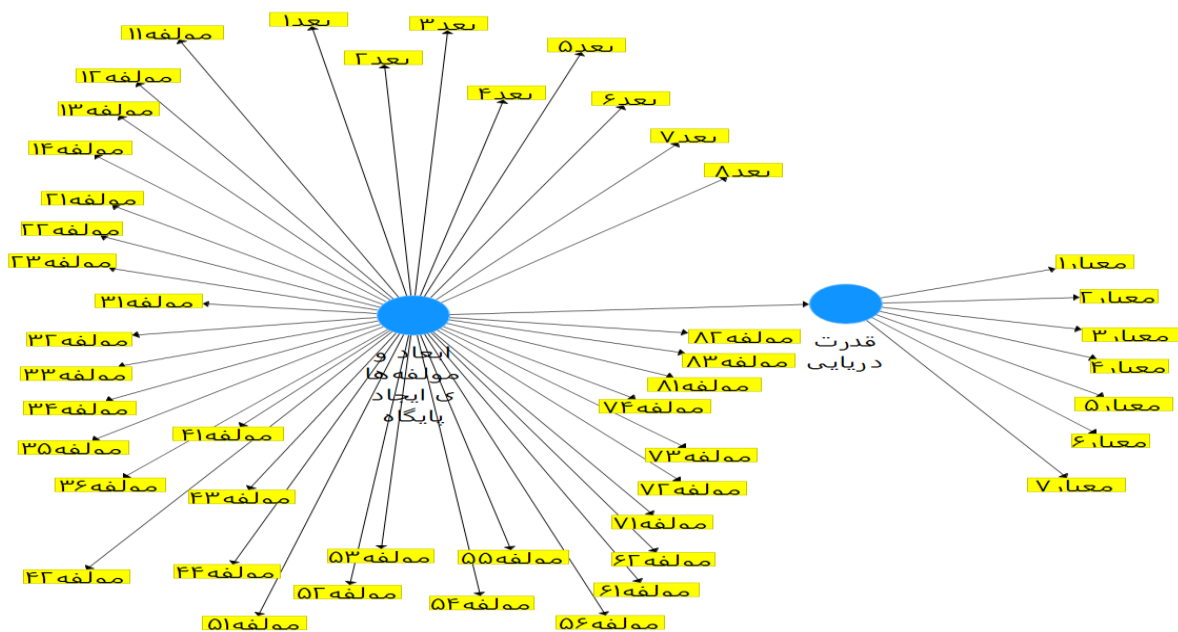 بعد۱
بعد۲
بعد۳
بعد۴
بعد۵
بعد۶
بعد۷
بعد۸
مولفه۱۱
مولفه۱۲
مولفه۱۳
مولفه۱۴
مولفه۲۱
مولفه۲۲
مولفه۲۳
مولفه۳۱
مولفه۳۲
مولفه۳۳
مولفه۳۴
مولفه۳۵
مولفه۳۶
مولفه۴۱
مولفه۴۲
مولفه۴۳
مولفه۴۴
مولفه۵۱
مولفه۵۲
مولفه۵۳
مولفه۵۴
مولفه۵۵
مولفه۵۶
مولفه۶۱
مولفه۶۲
مولفه۷۱
مولفه۷۲
مولفه۷۳
مولفه۷۴
مولفه۸۱
مولفه۸۳
مولفه۸۲
ابعاد و
مولفه‌ها
ی ایجاد
پایگاه
قدرت
دریایی
معیار۱
معیار۲
معیار۳
معیار۴
معیار۵
معیار۶
معیار۷